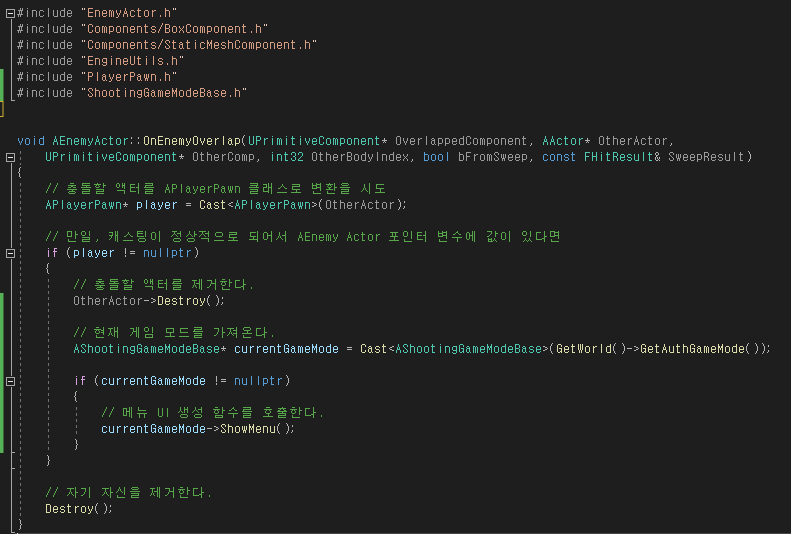 #include "EnemyActor.h"
#include "Components/BoxComponent.h"
#include "Components/StaticMeshComponent.h"
#include "EngineUtils.h"
#include "PlayerPawn.h"
#include "ShootingGameModeBase.h"
void AEnemyActor::OnEnemyOverlap(UPrimitiveComponent* OverlappedComponent, AActor* OtherActor,
UPrimitiveComponent* OtherComp, int32 OtherBodyIndex, bool bFromSweep, const FHitResult& SweepResult)
{
// 충돌할 액터를 APlayerPawn 클래스로 변환을 시도
APlayerPawn* player = Cast<APlayerPawn>(OtherActor);
// 만일, 캐스팅이 정상적으로 되어서 AEnemy Actor 포인터 변수에 값이 있다면
if (player != nullptr)
{
// 충돌할 액터를 제거한다.
OtherActor->Destroy();
// 현재 게임 모드를 가져온다.
AShootingGameModeBase* currentGameMode = Cast<AShootingGameModeBase>(GetWorld()->GetAuthGameMode());
if (currentGameMode != nullptr)
{
// 메뉴 UI 생성 함수를 호출한다.
currentGameMode->ShowMenu();
}
}
// 자기 자신을 제거한다.
Destroy();
}